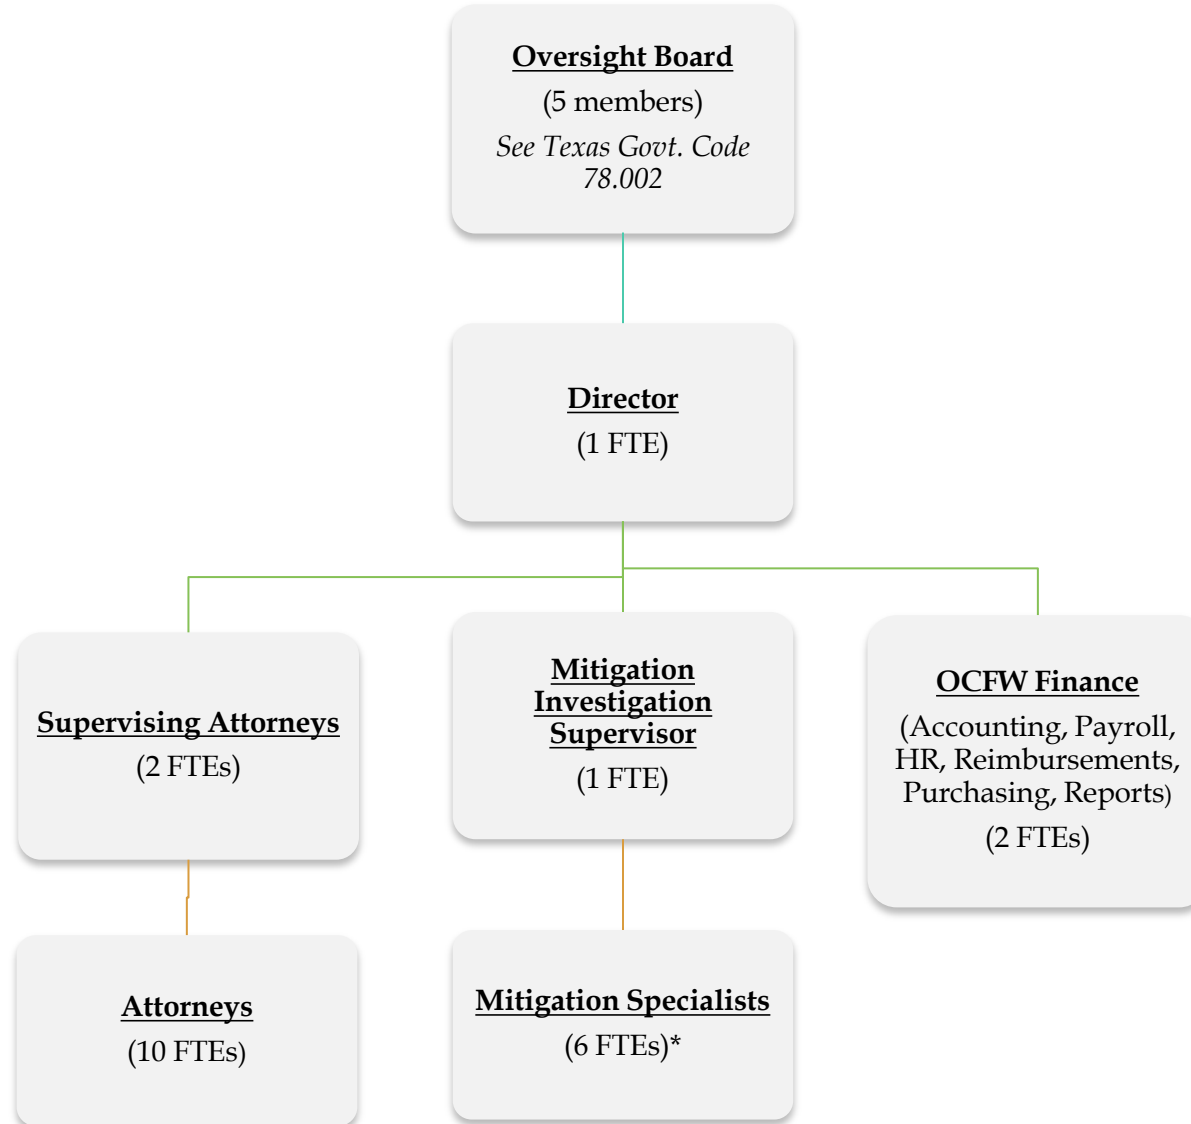 Oversight Board
(5 members)
See Texas Govt. Code
78.002
Director
(1 FTE)
Supervising Attorneys
(2 FTEs)
Mitigation
Investigation
Supervisor
(1 FTE)
OCFW Finance
(Accounting, Payroll,
HR, Reimbursements,
Purchasing, Reports)
(2 FTEs)
Attorneys
(10 FTEs)
Mitigation Specialists
(6 FTEs)*